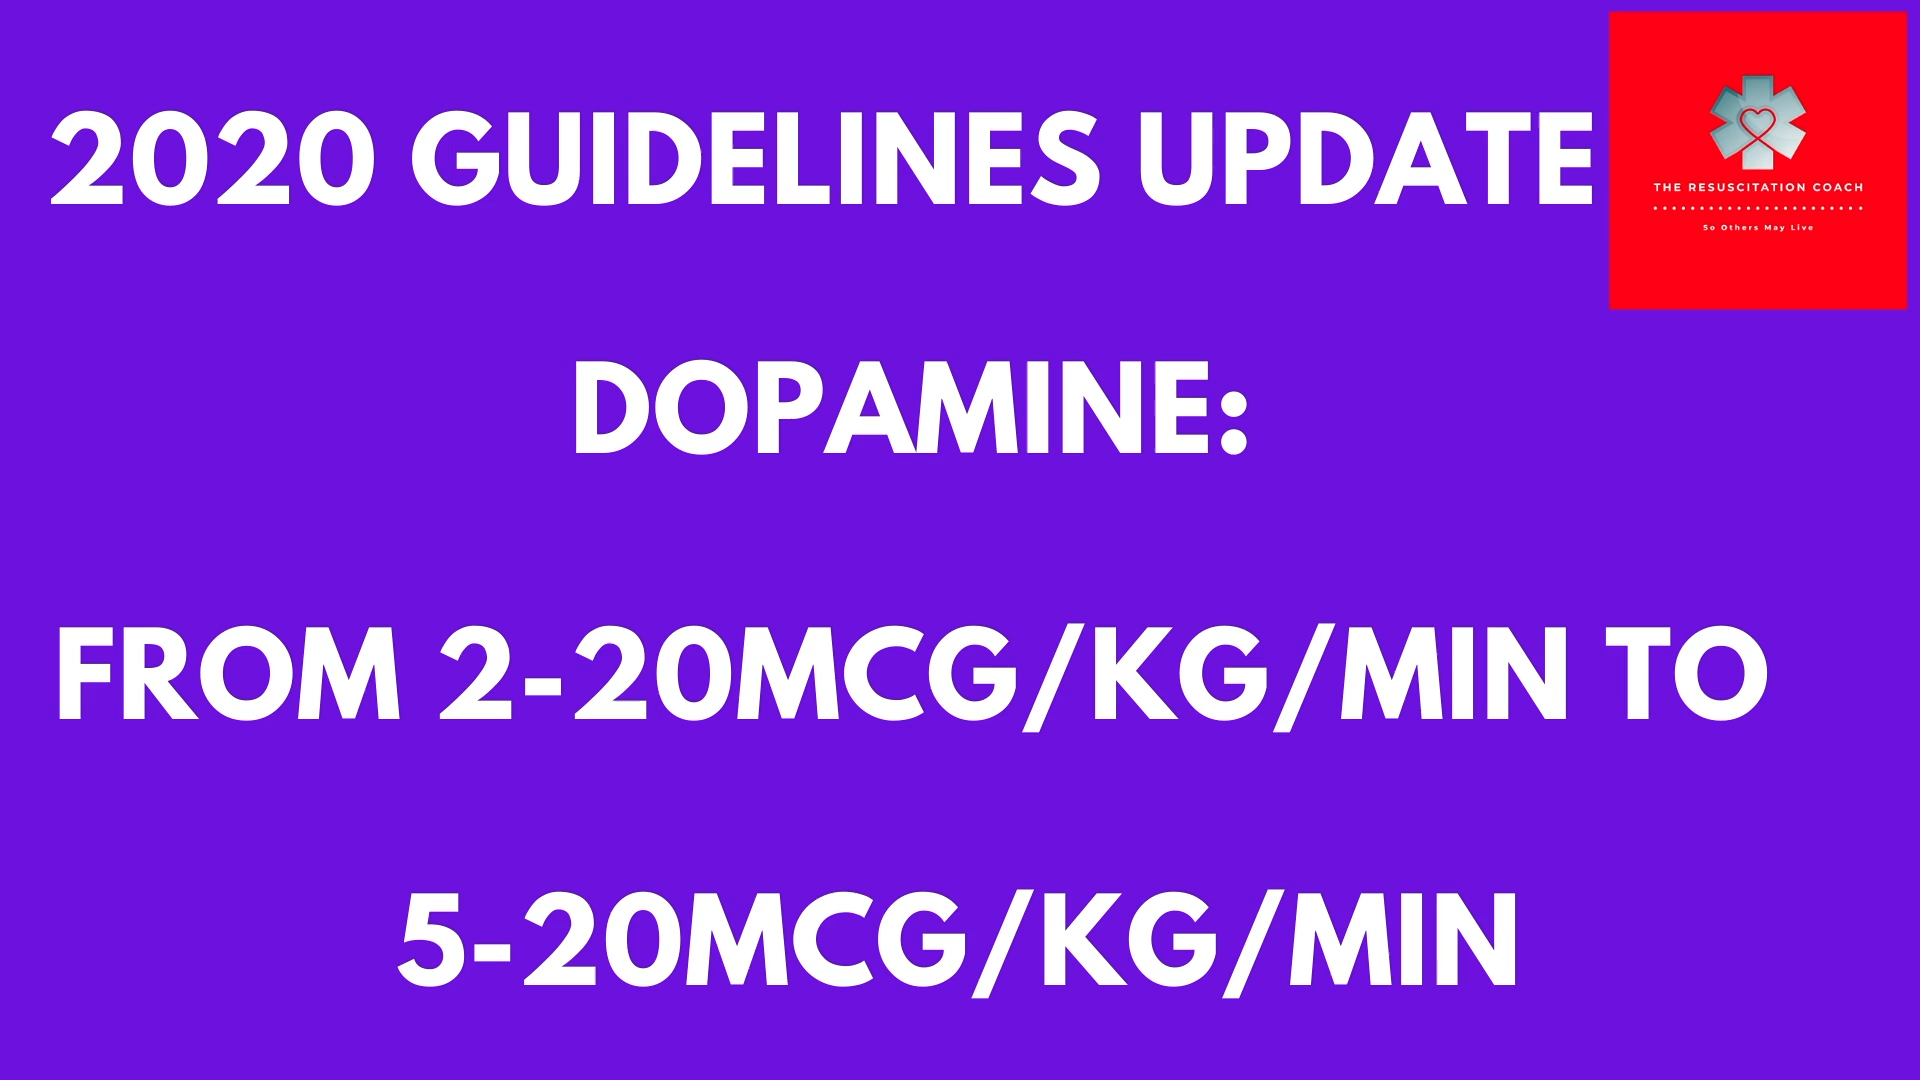 2020 GUIDELINES UPDATE
THE RESUSCITATION COACH
So Others May Live
DOPAMINE:
FROM 2-20MCG/KG/MIN TO
5-20MCG/KG/MIN